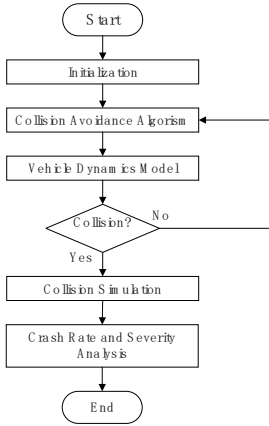 Start
Initialization
Collision Avoidance Algorism
Vehicle Dynamics Model
Collision?
No
Yes
Collision Simulation
Crash Rate and Severity
Analysis
End